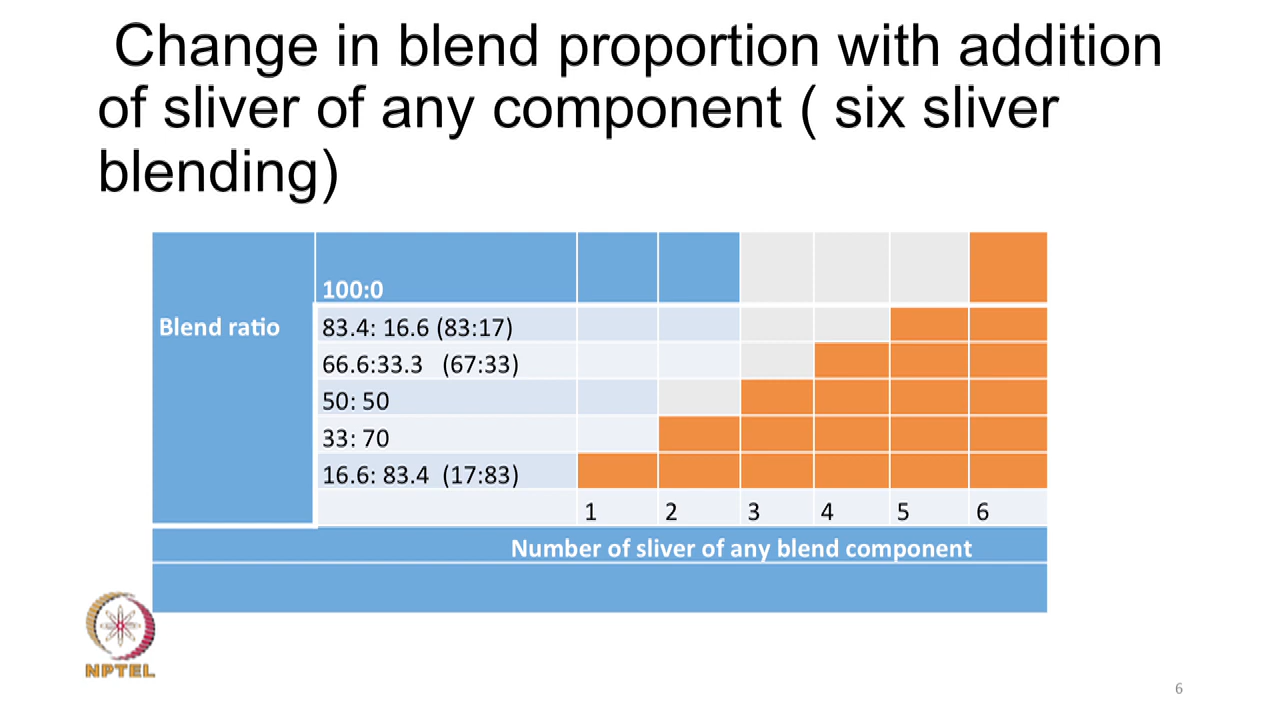 Change in blend proportion with addition
of sliver of any component ( six sliver
blending)
100:0
Blend ratio
83.4: 16.6 (83:17)
66.6:33.3 (67:33)
50: 50
33: 70
16.6: 83.4 (17:83)
1 2 3 4 5 6
Number of sliver of any blend component
NPTEL
6